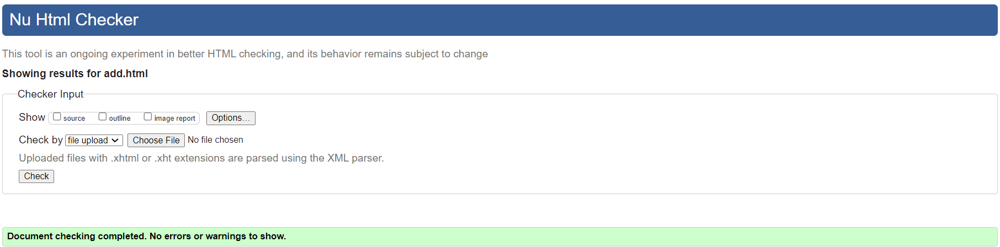 Nu Html Checker
This tool is an ongoing experiment in better HTML checking, and its behavior remains subject to change
Showing results for add.html
Checker Input
Show source outline image report Options...
Check by file upload Choose File No file chosen
Uploaded files with .xhtml or .xht extensions are parsed using the XML parser.
Check
Document checking completed. No errors or warnings to show.